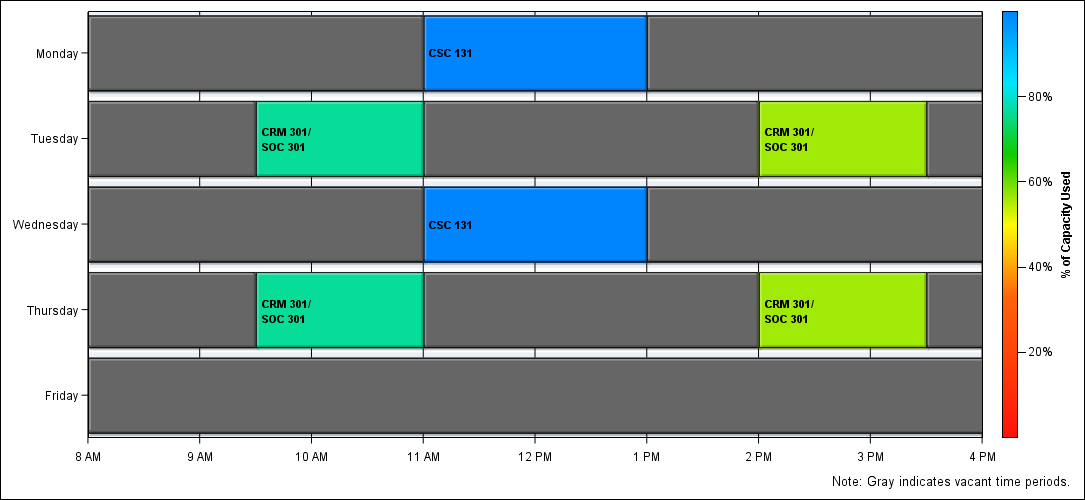 Monday
CSC 131
Tuesday
CRM 301/
SOC 301
CRM 301/
SOC 301
Wednesday
CSC 131
Thursday
CRM 301/
SOC 301
CRM 301/
SOC 301
Friday
8 AM
9 AM
10 AM
11 AM
12 PM
1 PM
2 PM
3 PM
4 PM
80%
60%
40%
20%
% of Capacity Used
Note: Gray indicates vacant time periods.